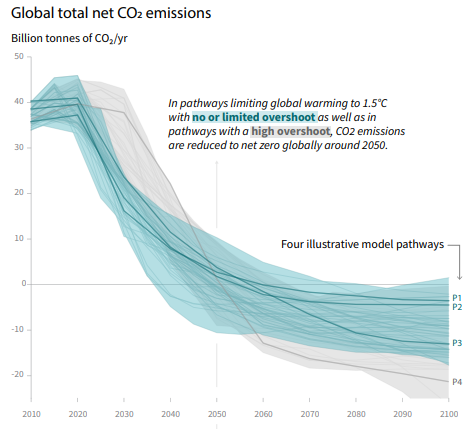 Global total net CO₂ emissions
Billion tonnes of CO₂/yr
50
40
30
20
10
0
-10
-20
In pathways limiting global warming to 1.5°C
with no or limited overshoot as well as in
pathways with a high overshoot, CO2 emissions
are reduced to net zero globally around 2050.
Four illustrative model pathways
P1
P2
P3
P4
2010 2020 2030 2040 2050 2060 2070 2080 2090 2100